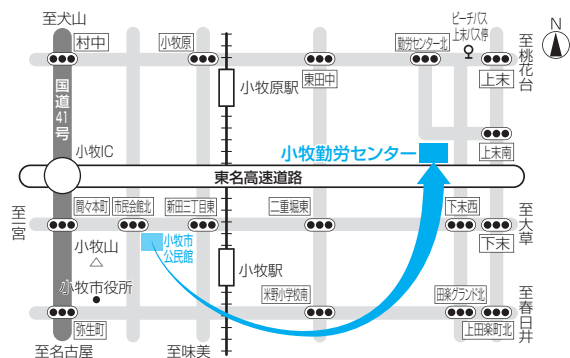 至犬山
村中
小牧原
東田中
勤労センター北
ピーチバス
上末バス停
上末
至桃花台
N
国道41号
小牧原駅
小牧IC
小牧勤労センター
上末南
東名高速道路
至一宮
間々本町
市民会館北
新田三丁目東
二重堀東
下末西
下末
至大草
小牧市
公民館
小牧山
小牧市役所
小牧駅
米野小学校南
田楽グランド北
弥生町
上田楽町北
至春日井
至名古屋
至味美